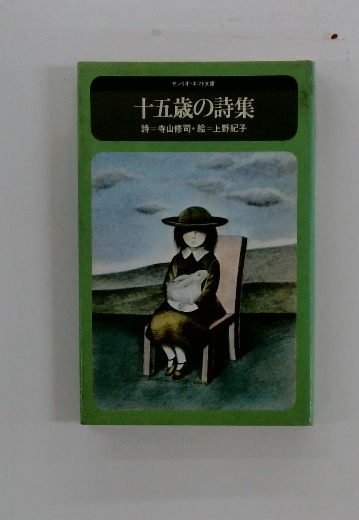 サンリオ・ギフト文庫
十五歳の詩集
詩=寺山修司・絵=上野紀子